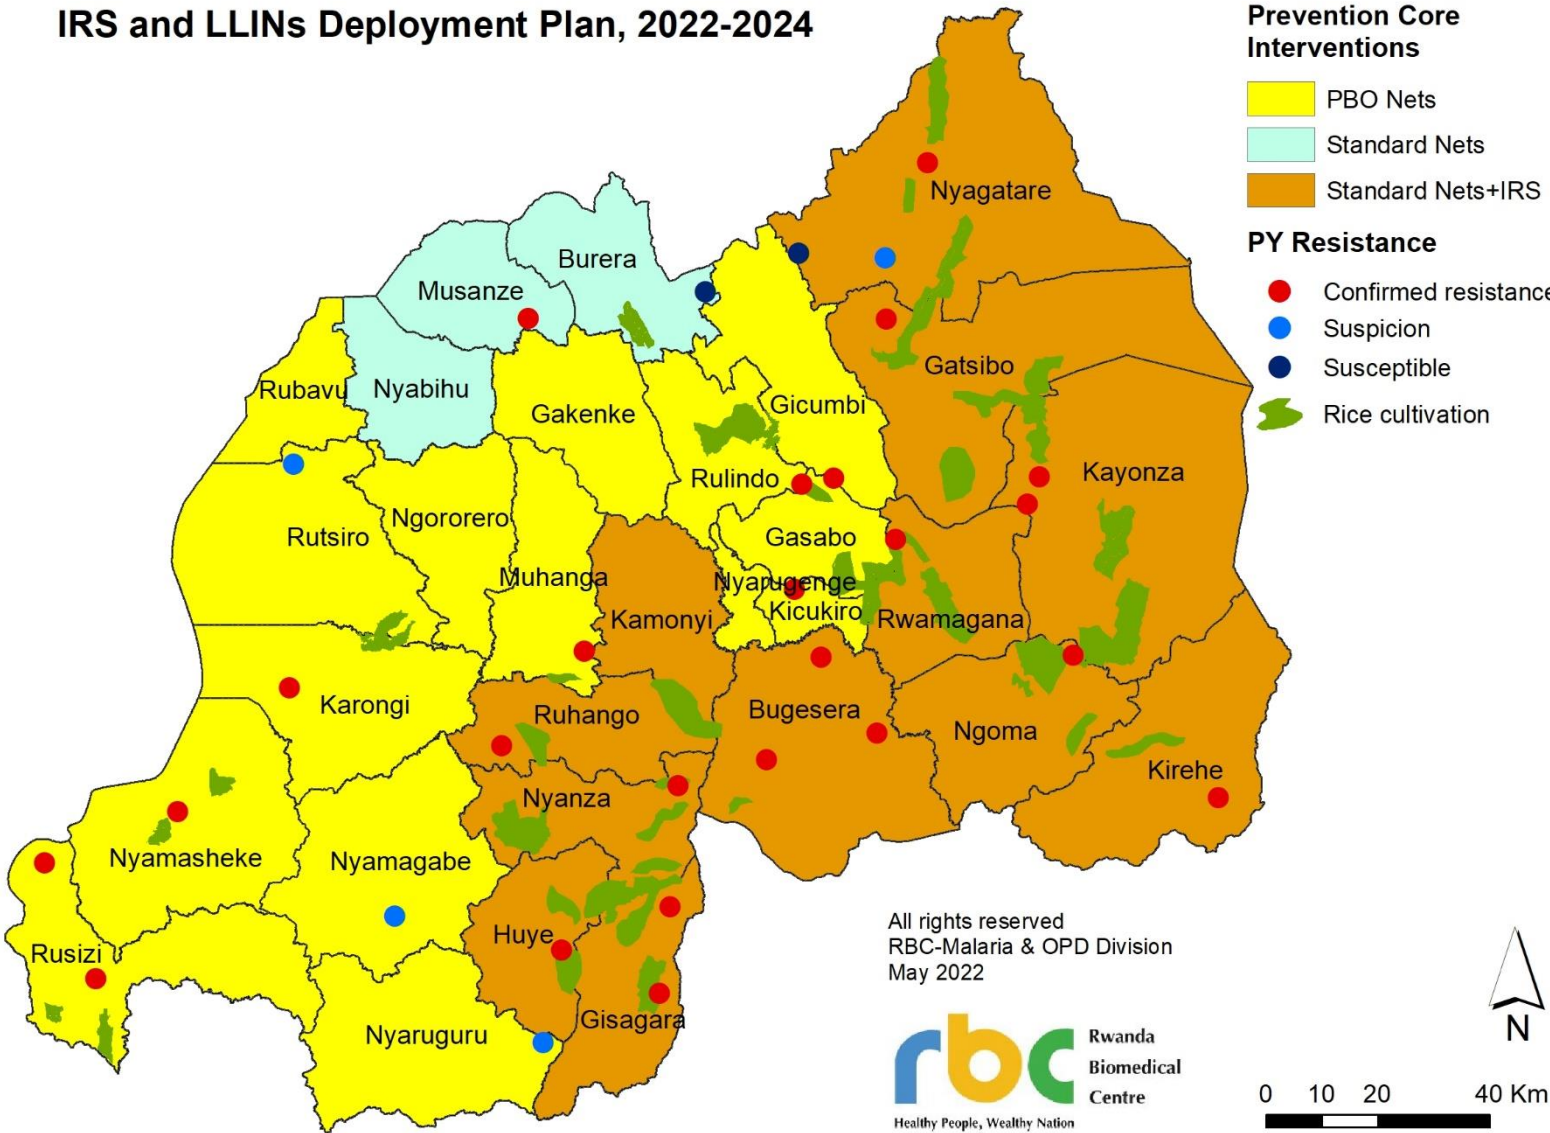 IRS and LLINs Deployment Plan, 2022-2024
Prevention Core
Interventions
PBO Nets
Standard Nets
Standard Nets+IRS
PY Resistance
Confirmed resistance
Suspicion
Susceptible
Rice cultivation
Nyagatare
Burera
Musanze
Gatsibo
Rubavu
Nyabihu
Gakenke
Gicumbi
Kayonza
Rulindo
Ngororero
Rutsiro
Gasabo
Muhanga
Nyarugenge
Kicukiro
Kamonyi
Rwamagana
Karongi
Ruhango
Bugesera
Ngoma
Kirehe
Nyanza
Nyamasheke
Nyamagabe
Huye
Rusizi
Gisagara
Nyaruguru
All rights reserved
RBC-Malaria & OPD Division
May 2022
rbc
Rwanda
Biomedical
Centre
Healthy People, Wealthy Nation
N
0 10 20 40 Km